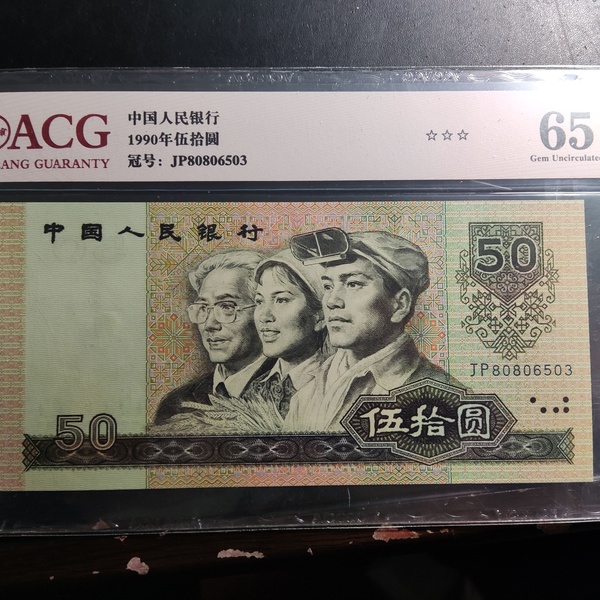 ACG
ANG GUARANTY
中国人民银行
1990年伍拾圆
冠号: JP80806503
☆☆☆
65
Gem Uncirculated
中国人民银行
50
JP80806503
50
伍拾圆